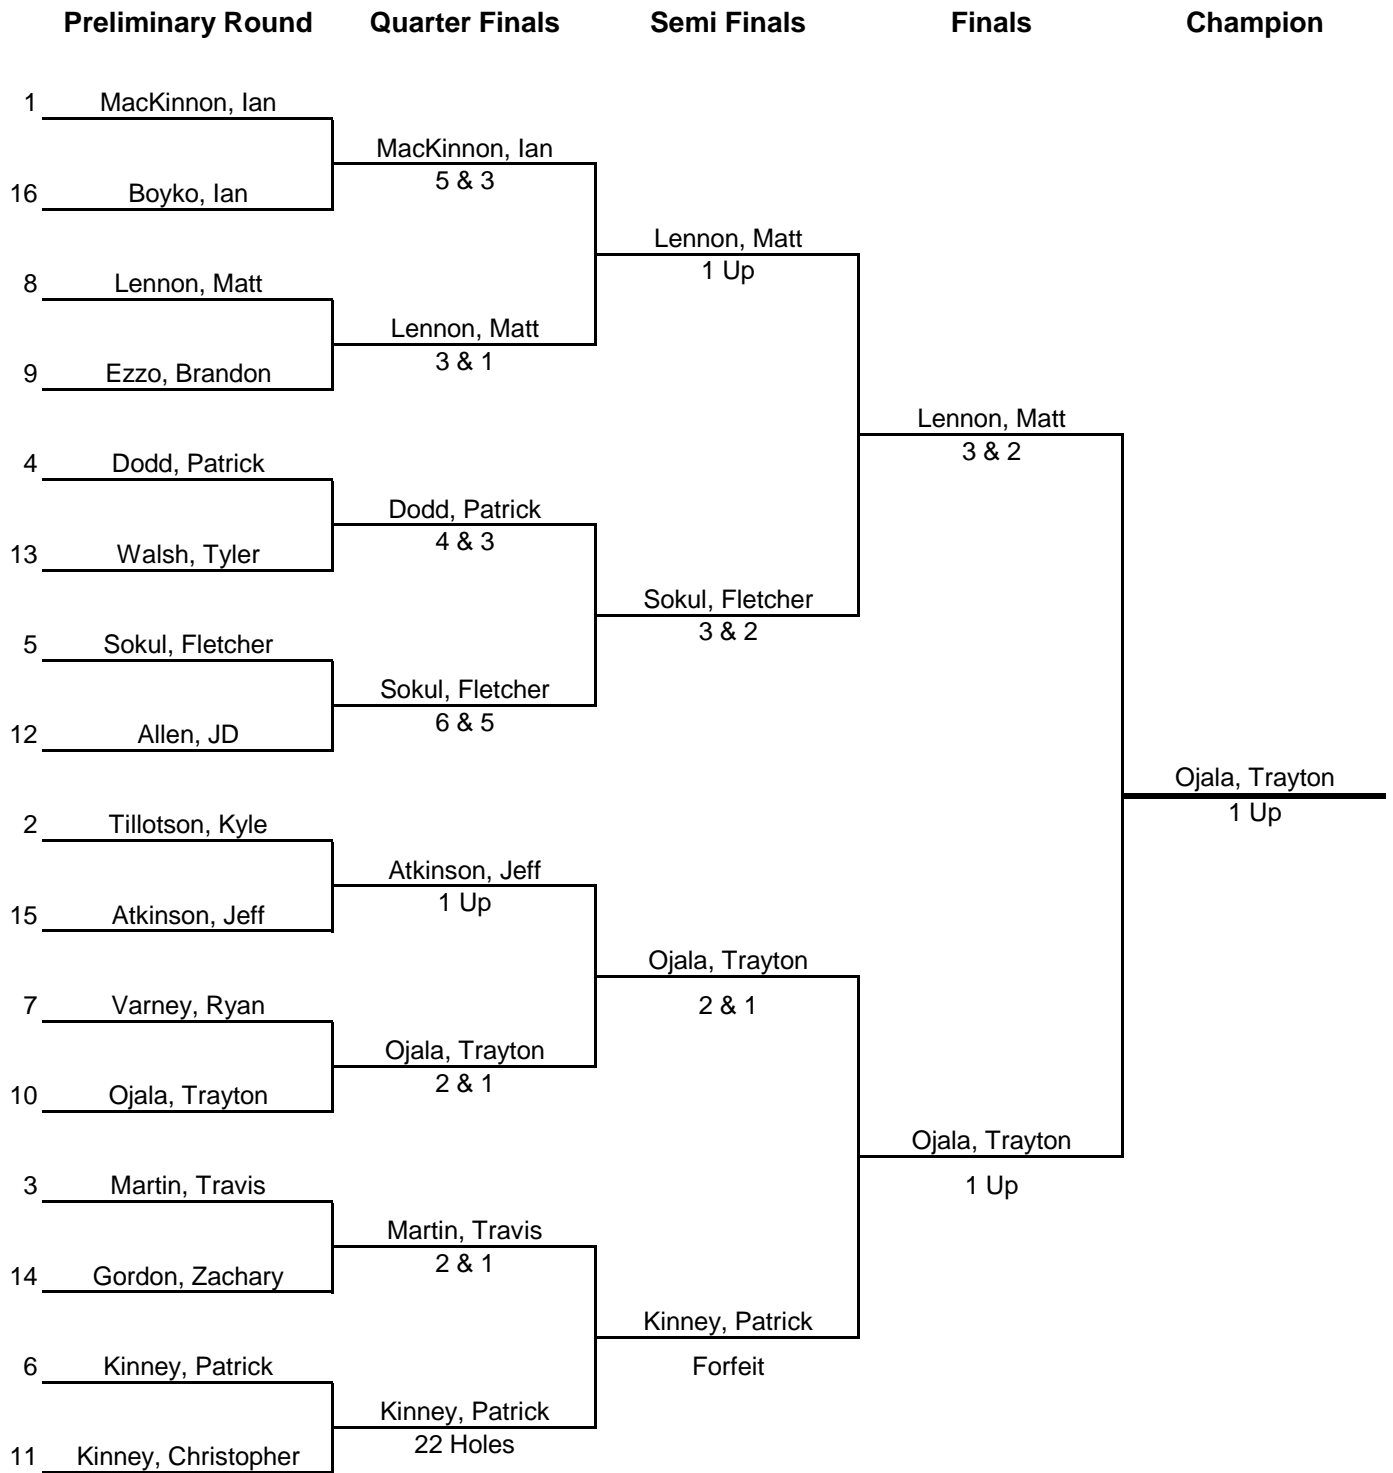 Preliminary Round Quarter Finals Semi Finals Finals Champion
1 MacKinnon, Ian
MacKinnon, Ian
5 & 3
16 Boyko, Ian
Lennon, Matt
1 Up
8 Lennon, Matt
Lennon, Matt
3 & 1
9 Ezzo, Brandon
Lennon, Matt
3 & 2
4 Dodd, Patrick
Dodd, Patrick
4 & 3
13 Walsh, Tyler
Sokul, Fletcher
3 & 2
5 Sokul, Fletcher
Sokul, Fletcher
6 & 5
12 Allen, JD
Ojala, Trayton
1 Up
2 Tillotson, Kyle
Atkinson, Jeff
1 Up
15 Atkinson, Jeff
Ojala, Trayton
2 & 1
7 Varney, Ryan
Ojala, Trayton
2 & 1
10 Ojala, Trayton
Ojala, Trayton
1 Up
3 Martin, Travis
Martin, Travis
2 & 1
14 Gordon, Zachary
Kinney, Patrick
Forfeit
6 Kinney, Patrick
Kinney, Patrick
22 Holes
11 Kinney, Christopher